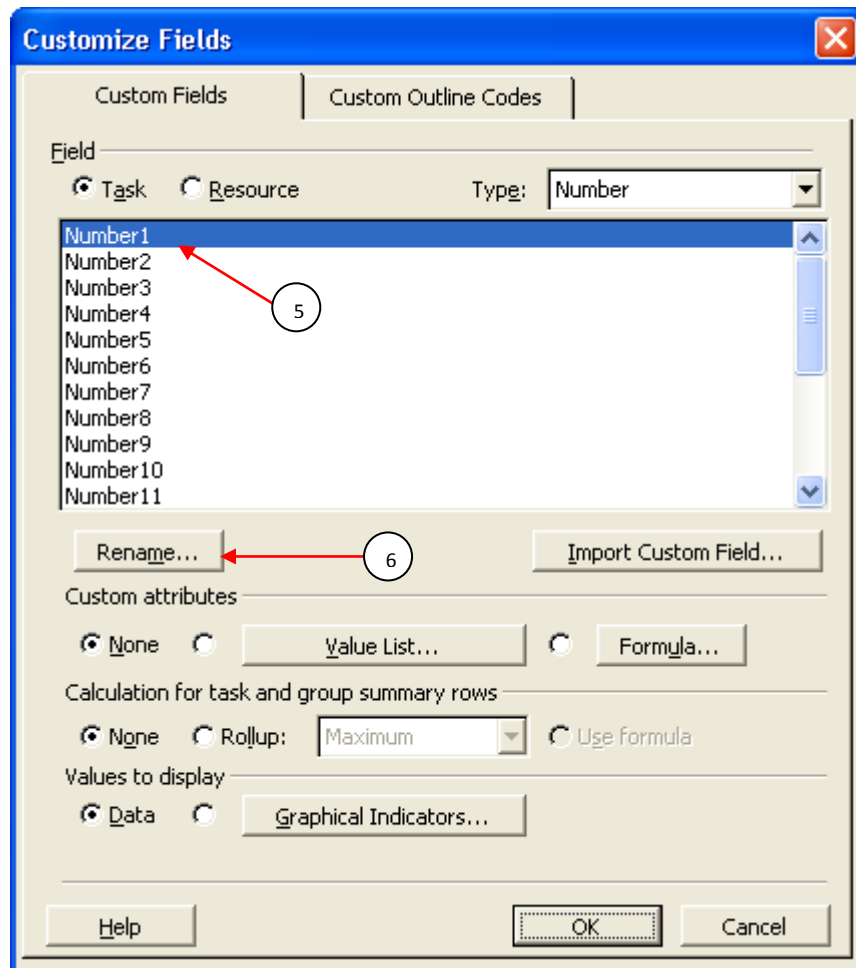 Customize Fields
Custom Fields Custom Outline Codes
Field
Task Resource Type: Number
Number1
Number2
Number3
Number4
Number5
Number6
Number7
Number8
Number9
Number10
Number11
5
Rename... 6 Import Custom Field...
Custom attributes
None Value List... Formula...
Calculation for task and group summary rows
None Rollup: Maximum Use formula
Values to display
Data Graphical Indicators...
Help OK Cancel